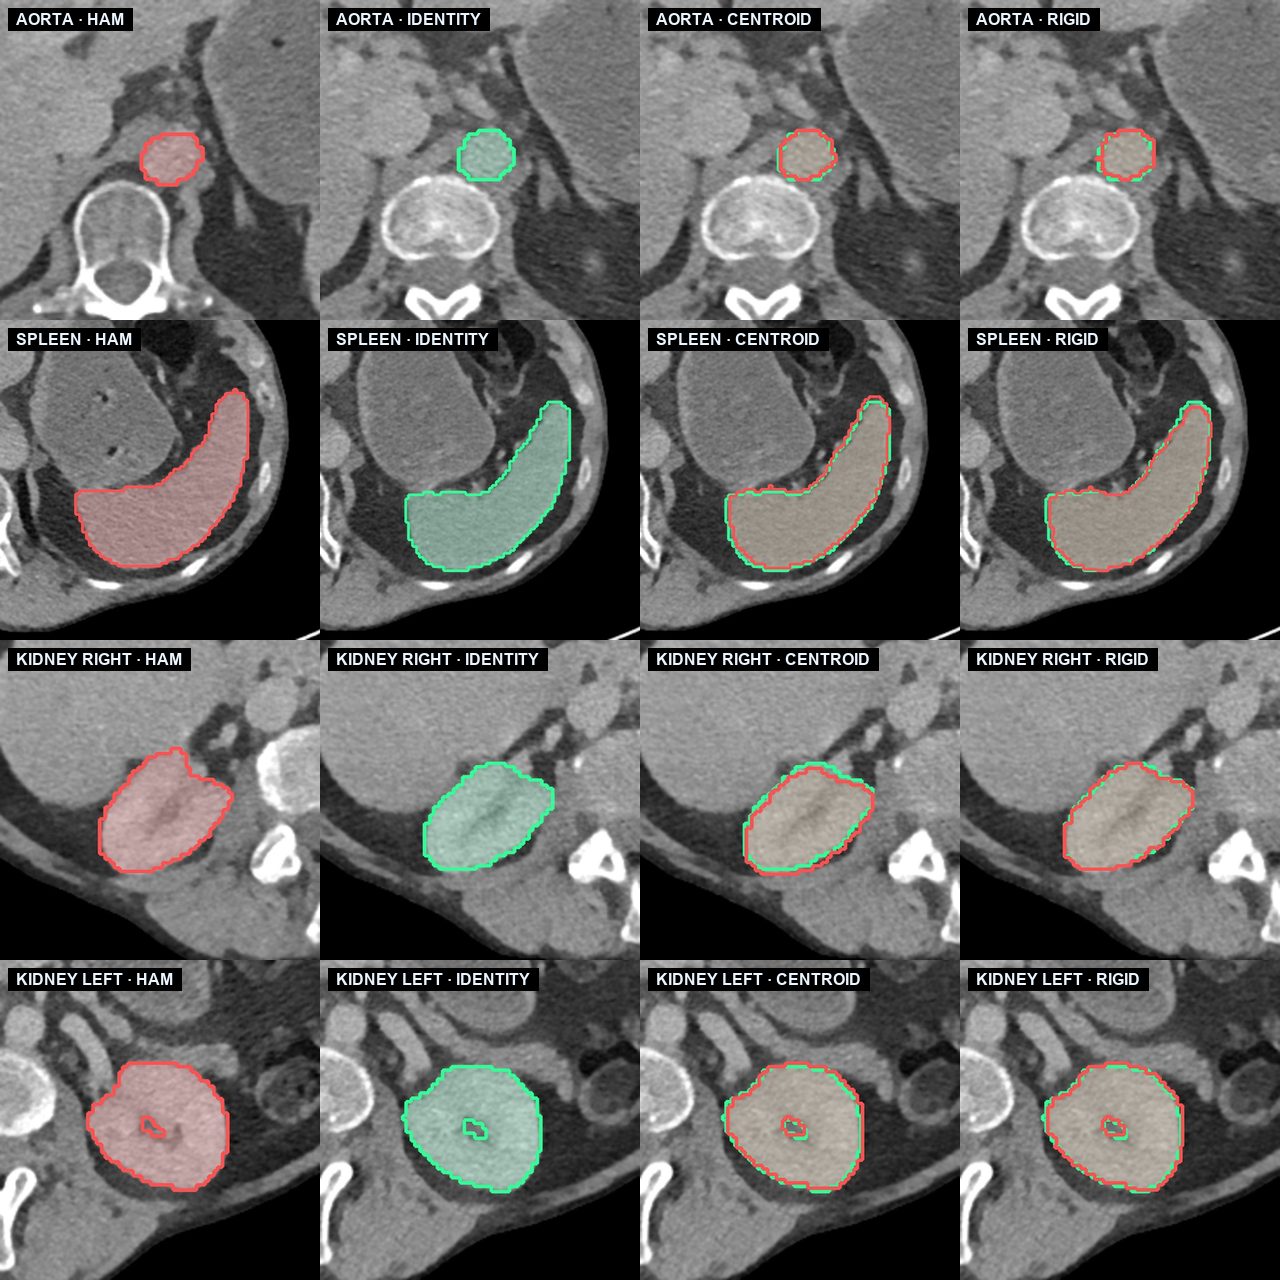 AORTA · HAM
AORTA · IDENTITY
AORTA · CENTROID
AORTA · RIGID
SPLEEN · HAM
SPLEEN · IDENTITY
SPLEEN · CENTROID
SPLEEN · RIGID
KIDNEY RIGHT · HAM
KIDNEY RIGHT · IDENTITY
KIDNEY RIGHT · CENTROID
KIDNEY RIGHT · RIGID
KIDNEY LEFT · HAM
KIDNEY LEFT · IDENTITY
KIDNEY LEFT · CENTROID
KIDNEY LEFT · RIGID